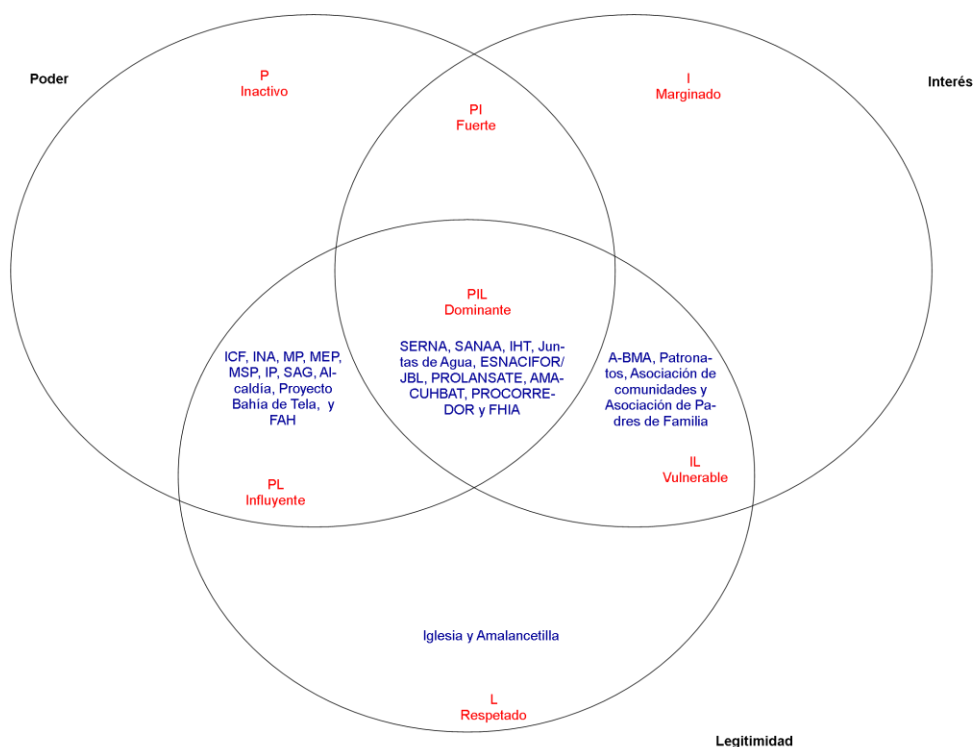 Poder
P
Inactivo
I
Marginado
Interés
PI
Fuerte
PIL
Dominante
ICF, INA, MP, MEP,
MSP, IP, SAG, Al-
caldía, Proyecto
Bahía de Tela, y
FAH
SERNA, SANAA, IHT, Jun-
tas de Agua, ESNACIFOR/
JBL, PROLANSATE, AMA-
CUHBAT, PROCORRE-
DOR y FHIA
A-BMA, Patrona-
tos, Asociación de
comunidades y
Asociación de Pa-
dres de Familia
PL
Influyente
IL
Vulnerable
Iglesia y Amalancetilla
L
Respetado
Legitimidad